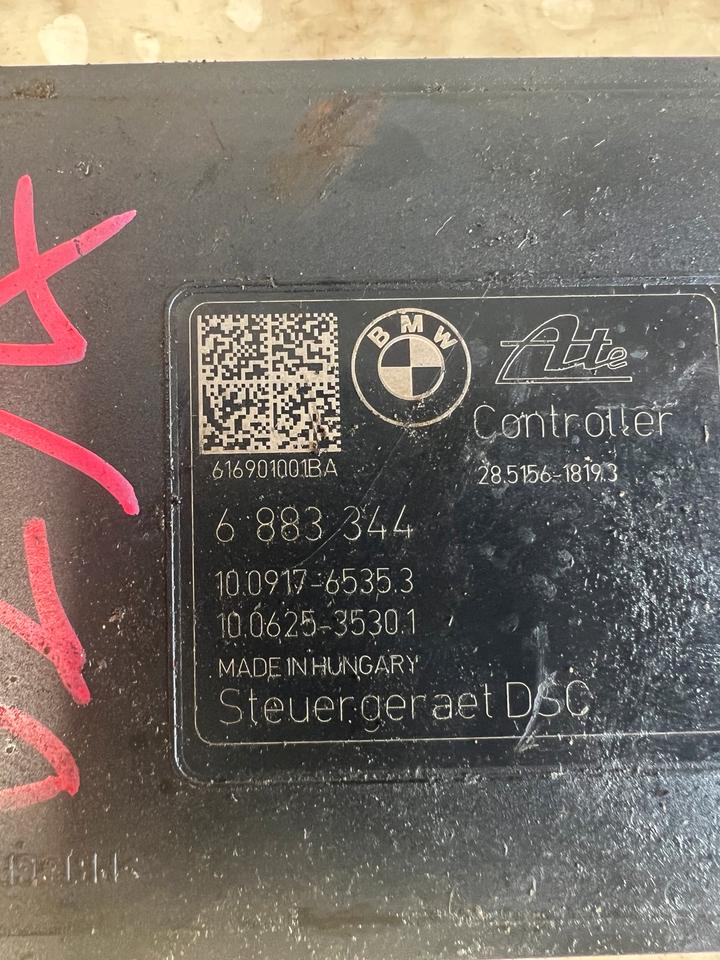 BMW
Ate
Controller
616901001BA
28.5156-1819.3
6 883 344
10.0917-6535.3
10.0625-3530.1
MADE IN HUNGARY
Steuergeraet DSC